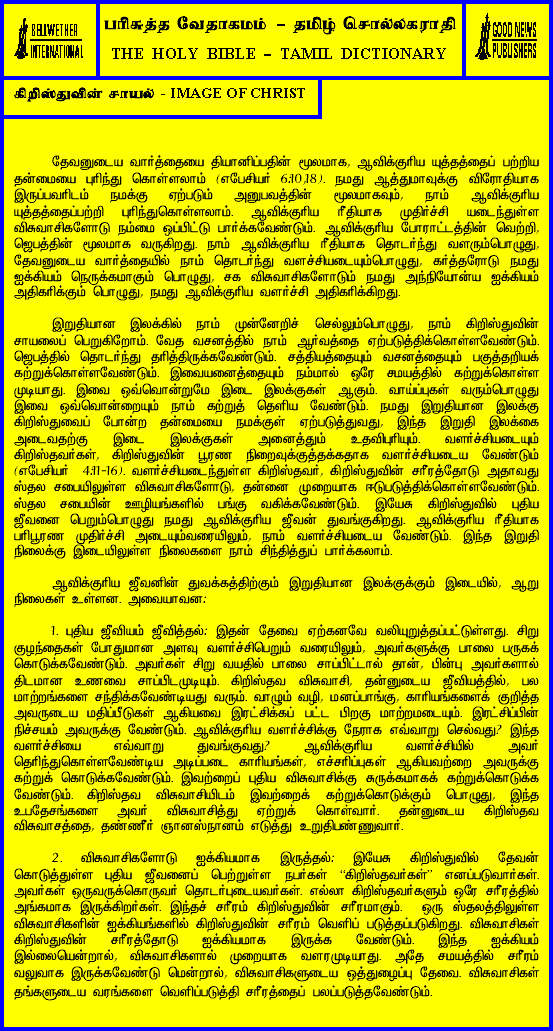 BELLWETHER
INTERNATIONAL
பரிசுத்த வேதாகமம் - தமிழ் சொல்லகராதி
THE HOLY BIBLE - TAMIL DICTIONARY
GOOD NEWS
PUBLISHERS
கிறிஸ்துவின் சாயல் - IMAGE OF CHRIST
தேவனுடைய வார்த்தையை தியானிப்பதின் மூலமாக, ஆவிக்குரிய யுத்தத்தைப் பற்றிய
தன்மையை புரிந்து கொள்ளலாம் (எபேசியர் 6:10,18). நமது ஆத்துமாவுக்கு விரோதியாக
இருப்பவரிடம் நமக்கு ஏற்படும் அனுபவத்தின் மூலமாகவும், நாம் ஆவிக்குரிய
யுத்தத்தைப்பற்றி புரிந்துகொள்ளலாம். ஆவிக்குரிய ரீதியாக முதிர்ச்சி யடைந்துள்ள
விசுவாசிகளோடு நம்மை ஒப்பிட்டு பார்க்கவேண்டும். ஆவிக்குரிய போராட்டத்தின் வெற்றி,
ஜெபத்தின் மூலமாக வருகிறது. நாம் ஆவிக்குரிய ரீதியாக தொடர்ந்து வளரும்பொழுது,
தேவனுடைய வார்த்தையில் நாம் தொடர்ந்து வளச்சியடையும்பொழுது, கர்த்தரோடு நமது
ஐக்கியம் நெருக்கமாகும் பொழுது, சக விசுவாசிகளோடும் நமது அந்நியோன்ய ஐக்கியம்
அதிகரிக்கும் பொழுது, நமது ஆவிக்குரிய வளர்ச்சி அதிகரிக்கிறது.
இறுதியான இலக்கில் நாம் முன்னேறிச் செல்லும்பொழுது, நாம் கிறிஸ்துவின்
சாயலைப் பெறுகிறோம். வேத வசனத்தில் நாம் ஆர்வத்தை ஏற்படுத்திக்கொள்ளவேண்டும்.
ஜெபத்தில் தொடர்ந்து தரித்திருக்கவேண்டும். சத்தியத்தையும் வசனத்தையும் பகுத்தறியக்
கற்றுக்கொள்ளவேண்டும். இவையனைத்தையும் நம்மால் ஒரே சமயத்தில் கற்றுக்கொள்ள
முடியாது. இவை ஒவ்வொன்றுமே இடை இலக்குகள் ஆகும். வாய்ப்புகள் வரும்பொழுது
இவை ஒவ்வொன்றையும் நாம் கற்றுத் தெளிய வேண்டும். நமது இறுதியான இலக்கு
கிறிஸ்துவைப் போன்ற தன்மையை நமக்குள் ஏற்படுத்துவது, இந்த இறுதி இலக்கை
அடைவதற்கு இடை இலக்குகள் அனைத்தும் உதவிபுரியும். வளர்ச்சியடையும்
கிறிஸ்தவர்கள், கிறிஸ்துவின் பூரண நிறைவுக்குத்தக்கதாக வளர்ச்சியடைய வேண்டும்
(எபேசியர் 4:11-16). வளர்ச்சியடைந்துள்ள கிறிஸ்தவர், கிறிஸ்துவின் சரீரத்தோடு அதாவது
ஸ்தல சபையிலுள்ள விசுவாசிகளோடு, தன்னை முறையாக ஈடுபடுத்திக்கொள்ளவேண்டும்.
ஸ்தல சபையின் ஊழியங்களில் பங்கு வகிக்கவேண்டும். இயேசு கிறிஸ்துவில் புதிய
ஜீவனை பெறும்பொழுது நமது ஆவிக்குரிய ஜீவன் துவங்குகிறது. ஆவிக்குரிய ரீதியாக
பரிபூரண முதிர்ச்சி அடையும்வரையிலும், நாம் வளர்ச்சியடைய வேண்டும். இந்த இறுதி
நிலைக்கு இடையிலுள்ள நிலைகளை நாம் சிந்தித்துப் பார்க்கலாம்.
ஆவிக்குரிய ஜீவனின் துவக்கத்திற்கும் இறுதியான இலக்குக்கும் இடையில், ஆறு
நிலைகள் உள்ளன. அவையாவன:
1. புதிய ஜீவியம் ஜீவித்தல்: இதன் தேவை ஏற்கனவே வலியுறுத்தப்பட்டுள்ளது. சிறு
குழந்தைகள் போதுமான அளவு வளர்ச்சிபெறும் வரையிலும், அவர்களுக்கு பாலை பருகக்
கொடுக்கவேண்டும். அவர்கள் சிறு வயதில் பாலை சாப்பிட்டால் தான், பின்பு அவர்களால்
திடமான உணவை சாப்பிடமுடியும். கிறிஸ்தவ விசுவாசி, தன்னுடைய ஜீவியத்தில், பல
மாற்றங்களை சந்திக்கவேண்டியது வரும். வாழும் வழி, மனப்பாங்கு, காரியங்களைக் குறித்த
அவருடைய மதிப்பீடுகள் ஆகியவை இரட்சிக்கப் பட்ட பிறகு மாற்றமடையும். இரட்சிப்பின்
நிச்சயம் அவருக்கு வேண்டும். ஆவிக்குரிய வளர்ச்சிக்கு நேராக எவ்வாறு செல்வது? இந்த
வளர்ச்சியை எவ்வாறு துவங்குவது? ஆவிக்குரிய வளர்ச்சியில் அவர்
தெரிந்துகொள்ளவேண்டிய அடிப்படை காரியங்கள், எச்சரிப்புகள் ஆகியவற்றை அவருக்கு
கற்றுக் கொடுக்கவேண்டும். இவற்றைப் புதிய விசுவாசிக்கு சுருக்கமாகக் கற்றுக்கொடுக்க
வேண்டும். கிறிஸ்தவ விசுவாசியிடம் இவற்றைக் கற்றுக்கொடுக்கும் பொழுது, இந்த
உபதேசங்களை அவர் விசுவாசித்து ஏற்றுக் கொள்வார். தன்னுடைய கிறிஸ்தவ
விசுவாசத்தை, தண்ணீர் ஞானஸ்நானம் எடுத்து உறுதிபண்ணுவார்.
2. விசுவாசிகளோடு ஐக்கியமாக இருத்தல்: இயேசு கிறிஸ்துவில் தேவன்
கொடுத்துள்ள புதிய ஜீவனைப் பெற்றுள்ள நபர்கள் "கிறிஸ்தவர்கள்" எனப்படுவார்கள்.
அவர்கள் ஒருவருக்கொருவர் தொடர்புடையவர்கள். எல்லா கிறிஸ்தவர்களும் ஒரே சரீரத்தில்
அங்கமாக இருக்கிறர்கள். இந்தச் சரீரம் கிறிஸ்துவின் சரீரமாகும். ஒரு ஸ்தலத்திலுள்ள
விசுவாசிகளின் ஐக்கியங்களில் கிறிஸ்துவின் சரீரம் வெளிப் படுத்தப்படுகிறது. விசுவாசிகள்
கிறிஸ்துவின் சரீரத்தோடு ஐக்கியமாக இருக்க வேண்டும். இந்த ஐக்கியம்
இல்லையென்றால், விசுவாசிகளால் முறையாக வளரமுடியாது. அதே சமயத்தில் சரீரம்
வலுவாக இருக்கவேண்டு மென்றால், விசுவாசிகளுடைய ஒத்துழைப்பு தேவை. விசுவாசிகள்
தங்களுடைய வரங்களை வெளிப்படுத்தி சரீரத்தைப் பலப்படுத்தவேண்டும்.